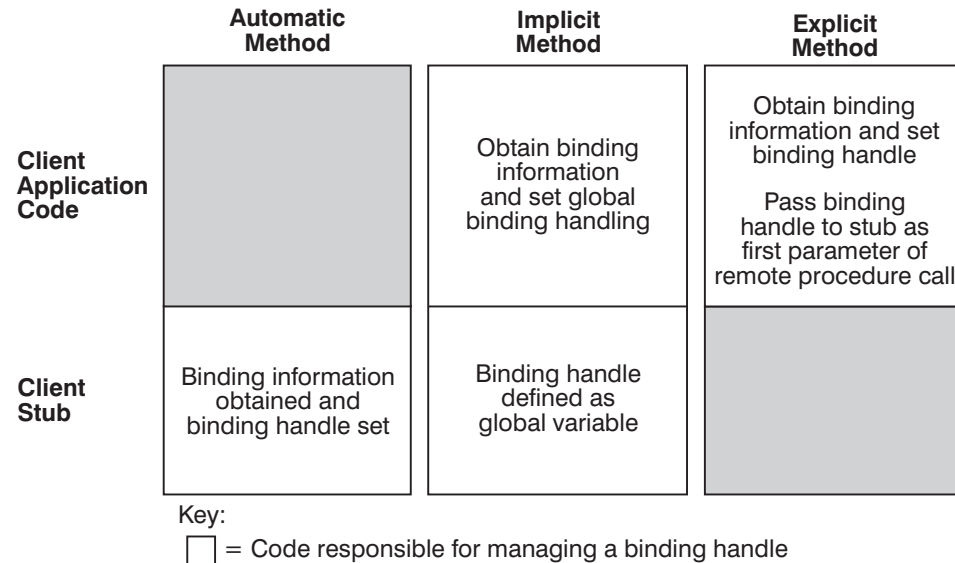 Automatic
Method
Implicit
Method
Explicit
Method
Client
Application
Code
Obtain binding
information
and set global
binding handling
Obtain binding
information and set
binding handle
Pass binding
handle to stub as
first parameter of
remote procedure call
Client
Stub
Binding information
obtained and
binding handle set
Binding handle
defined as
global variable
Key:
= Code responsible for managing a binding handle